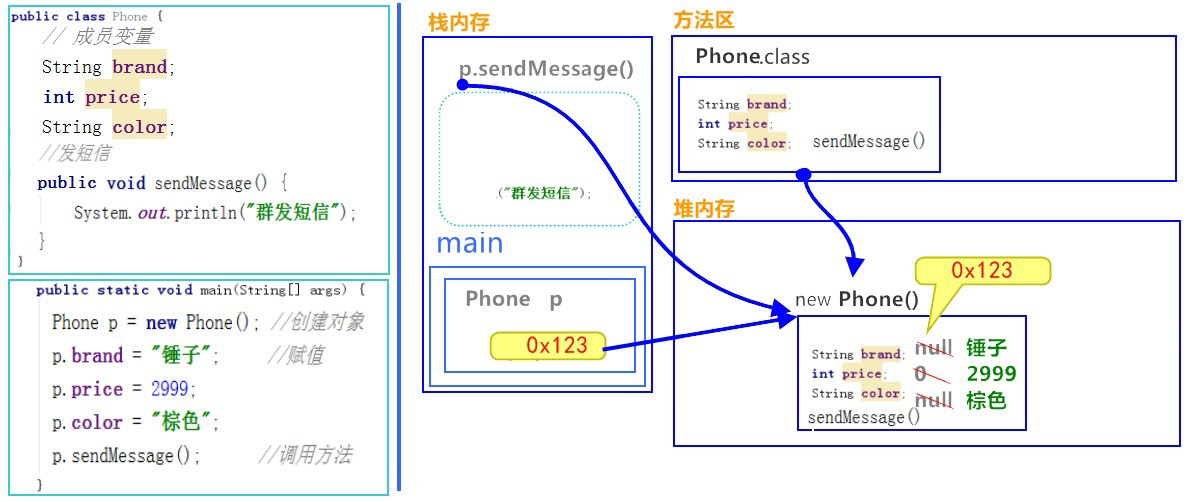 public class Phone {
// 成员变量
String brand;
int price;
String color;
//发短信
public void sendMessage() {
System.out.println("群发短信");
}
}
public static void main(String[] args) {
Phone p = new Phone(); //创建对象
p.brand = "锤子"; //赋值
p.price = 2999;
p.color = "棕色";
p.sendMessage(); //调用方法
}
栈内存
p.sendMessage()
("群发短信");
main
Phone p
0x123
方法区
Phone.class
String brand;
int price;
String color; sendMessage()
堆内存
0x123
new Phone()
String brand; null 锤子
int price; 0 2999
String color; null 棕色
sendMessage()